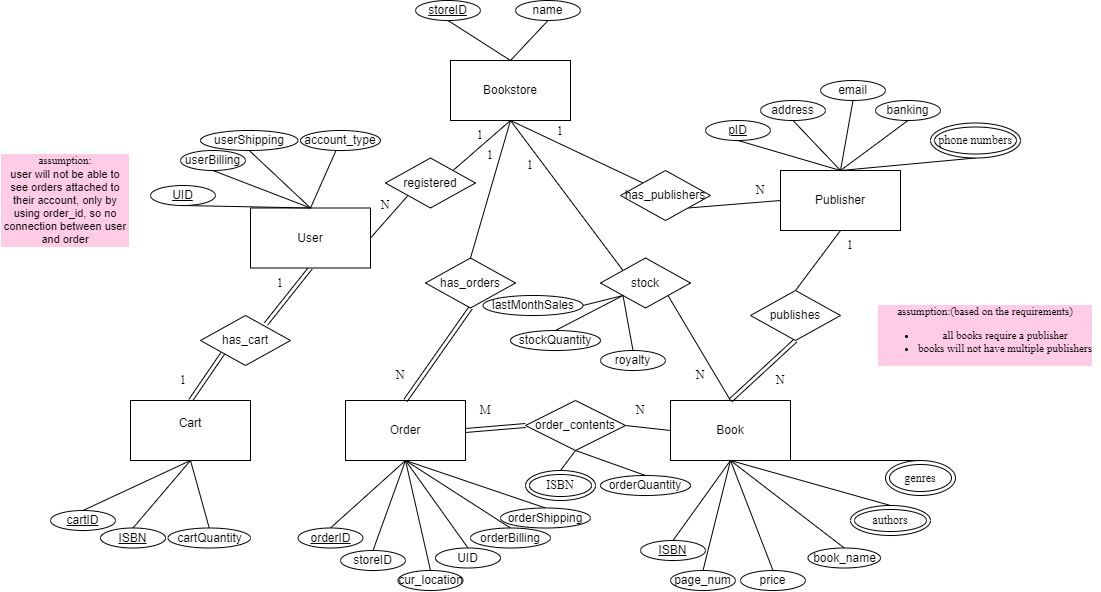 storeID
name
Bookstore
email
address
banking
pID
phone numbers
userShipping
account_type
userBilling
UID
assumption:
user will not be able to
see orders attached to
their account, only by
using order_id, so no
connection between user
and order
1
1
1
1
registered
has_publishers
N
N
Publisher
User
1
1
has_orders
stock
lastMonthSales
stockQuantity
royalty
publishes
assumption:(based on the requirements)
• all books require a publisher
• books will not have multiple publishers
has_cart
1
N
N
N
Cart
Order
M
order_contents
N
Book
ISBN
orderQuantity
genres
authors
cartID
ISBN
cartQuantity
orderShipping
orderID
orderBilling
storeID
UID
cur_location
ISBN
book_name
page_num
price